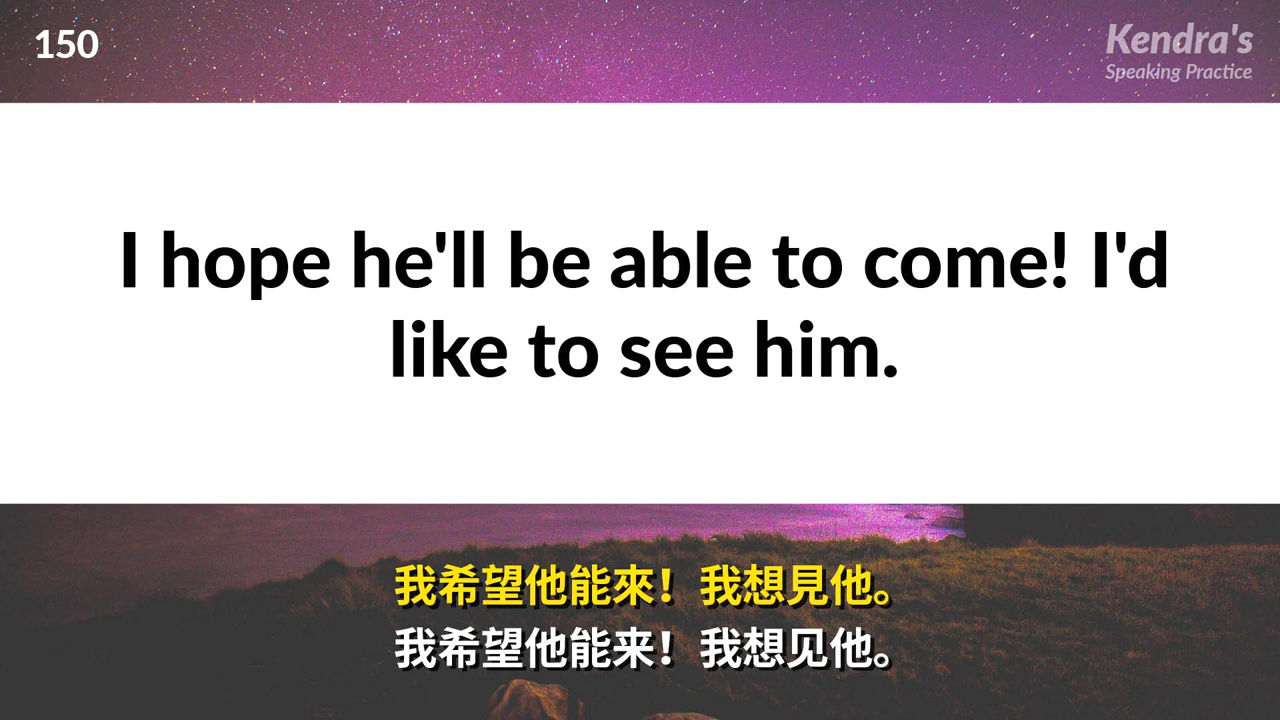 150
Kendra's
Speaking Practice
I hope he'll be able to come! I'd
like to see him.
我希望他能來！我想見他。
我希望他能来！我想见他。